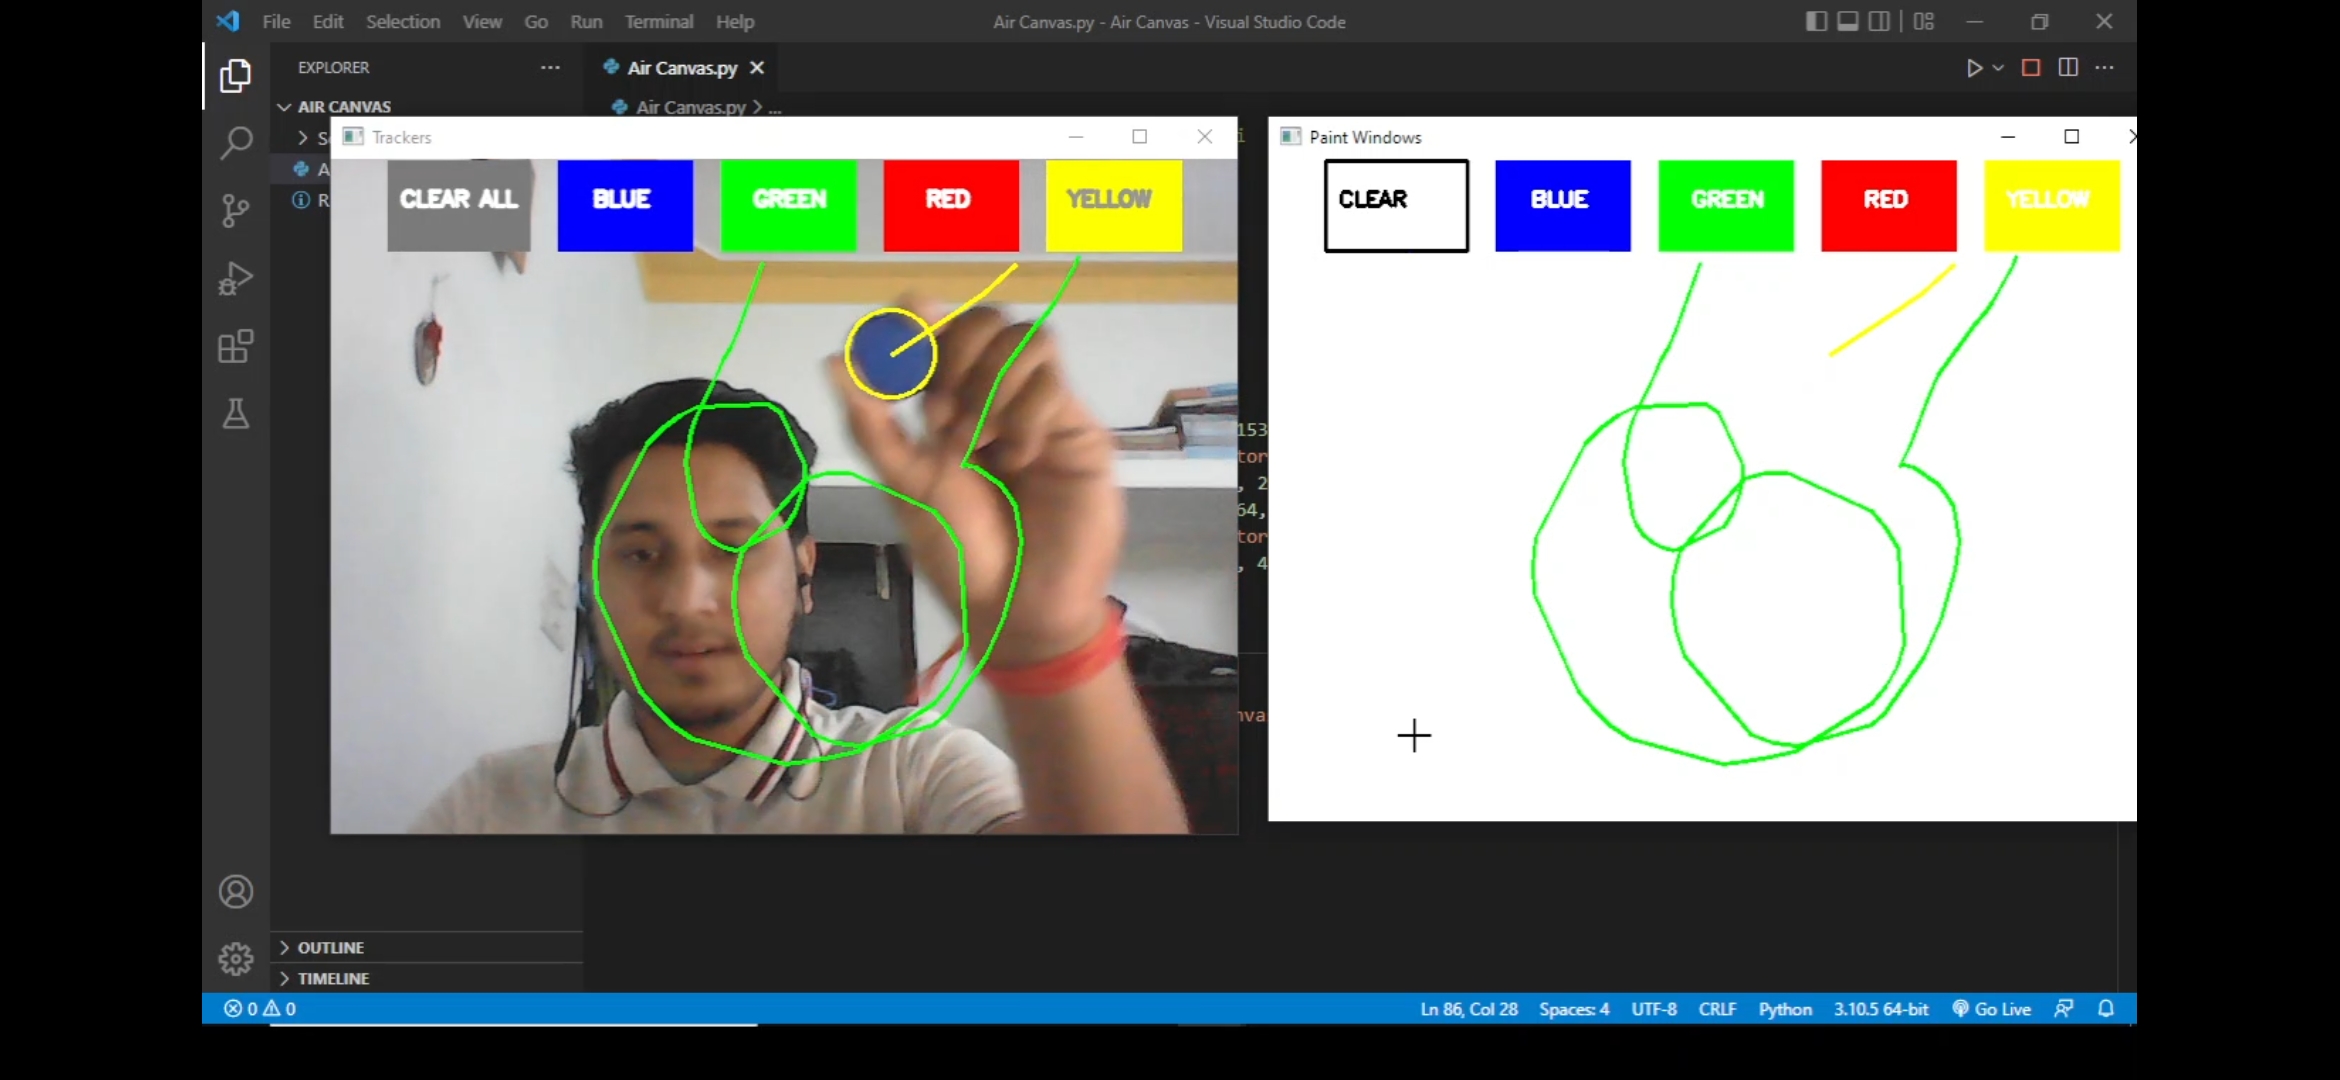 File Edit Selection View Go Run Terminal Help
Air Canvas.py - Air Canvas - Visual Studio Code
EXPLORER
Air Canvas.py
AIR CANVAS
Air Canvas.py > ...
Trackers
CLEAR ALL
BLUE
GREEN
RED
YELLOW
Paint Windows
CLEAR
BLUE
GREEN
RED
YELLOW
153
tor
, 2
64,
tor
, 4
nva
OUTLINE
TIMELINE
0 0
Ln 86, Col 28 Spaces: 4 UTF-8 CRLF Python 3.10.5 64-bit Go Live